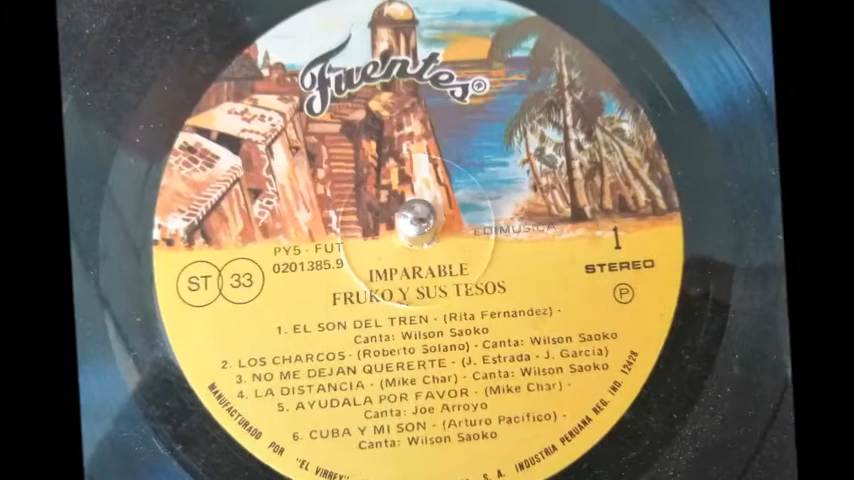 Fuentes®
EDIMUSICA
PY5 - FUT
0201385.9
1
ST 33
STEREO
Ⓟ
IMPARABLE
FRUKO Y SUS TESOS
1. EL SON DEL TREN - (Rita Fernández) -
Canta: Wilson Saoko
2. LOS CHARCOS - (Roberto Solano) - Canta: Wilson Saoko
3. NO ME DEJAN QUERERTE - (J. Estrada - J. García)
4. LA DISTANCIA - (Mike Char) - Canta: Wilson Saoko
5. AYUDALA POR FAVOR - (Mike Char) -
Canta: Joe Arroyo
6. CUBA Y MI SON - (Arturo Pacífico) -
Canta: Wilson Saoko
MANUFACTURADO POR "EL VIRREY" S. A. INDUSTRIA PERUANA REG. IND. 12428